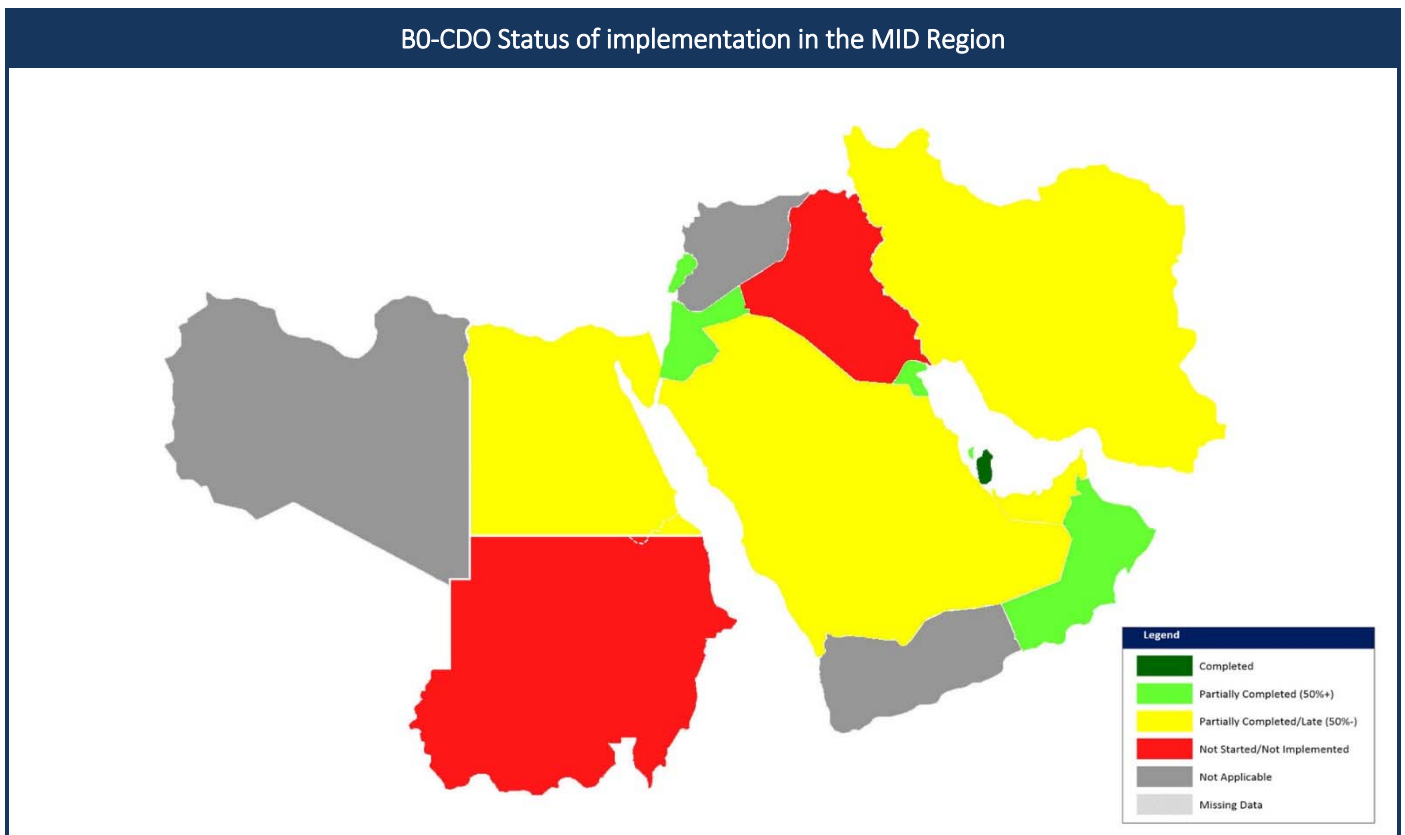 B0-CDO Status of implementation in the MID Region
Legend
Completed
Partially Completed (50%+)
Partially Completed/Late (50%-)
Not Started/Not Implemented
Not Applicable
Missing Data